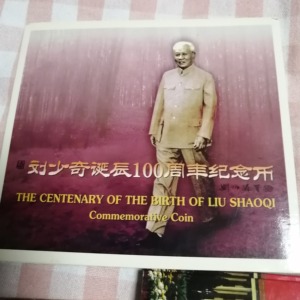 刘少奇诞辰100周年纪念币
THE CENTENARY OF THE BIRTH OF LIU SHAOQI
Commemorative Coin